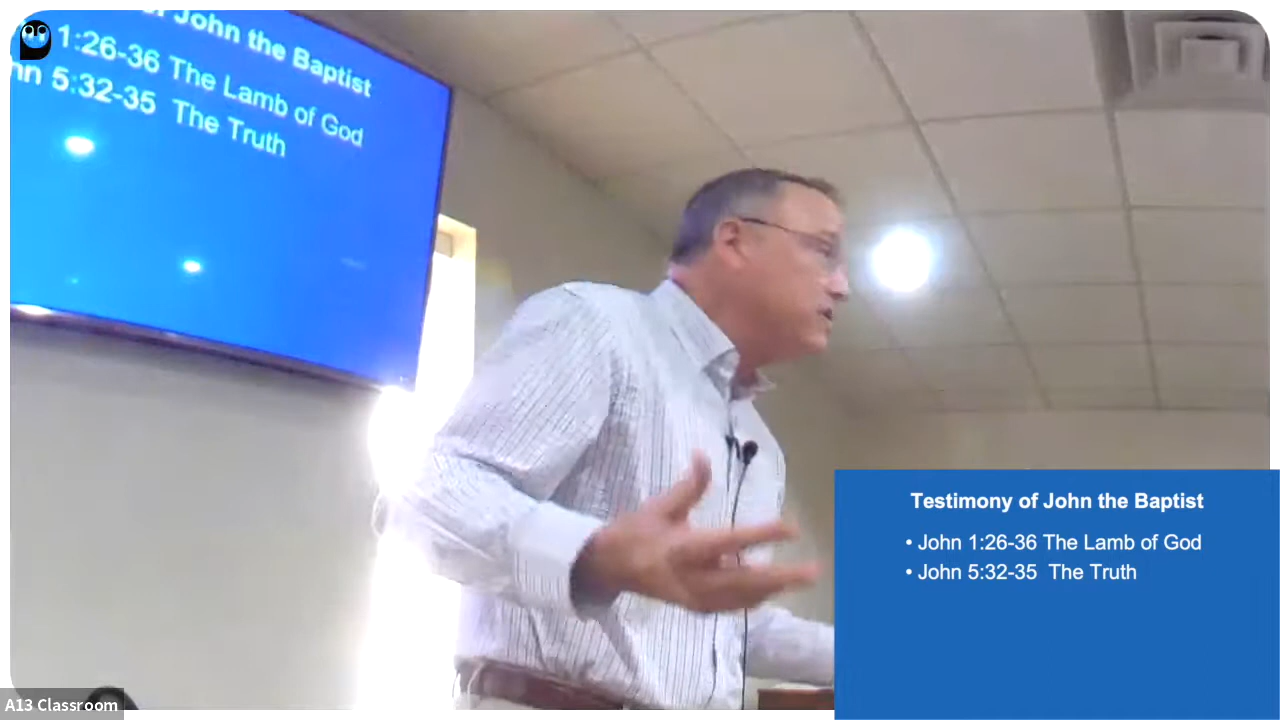 John the Baptist
1:26-36 The Lamb of God
5:32-35 The Truth
Testimony of John the Baptist
• John 1:26-36 The Lamb of God
• John 5:32-35 The Truth
A13 Classroom